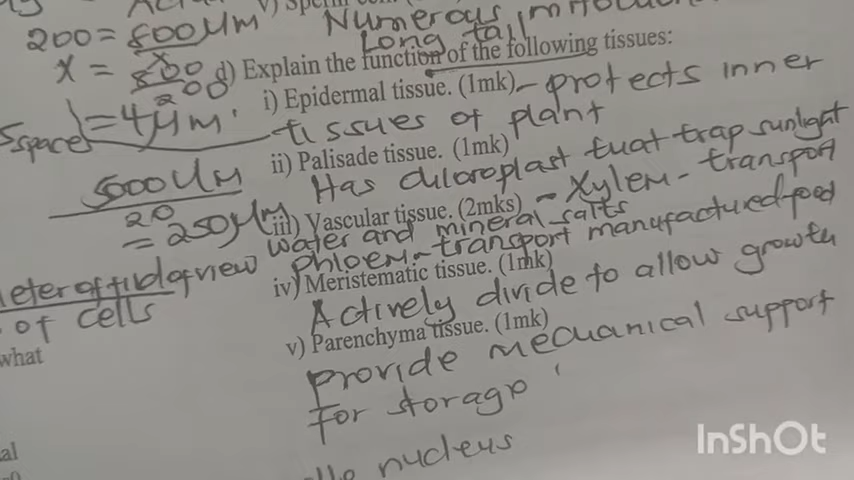 200 = 800µm
Numerous
Long tail
x = 800
200
d) Explain the function of the following tissues:
i) Epidermal tissue. (1mk) - protects inner
tissues of plant
= 4µm.
ii) Palisade tissue. (1mk)
Has chloroplast that trap sunlight
5000µm
20
= 250µm
iii) Vascular tissue. (2mks) - Xylem - transport
water and mineral salts
phloem - transport manufactured food
of view
iv) Meristematic tissue. (1mk)
Actively divide to allow growth
of cells
v) Parenchyma tissue. (1mk)
what
provide mechanical support
for storage
nucleus
InShOt